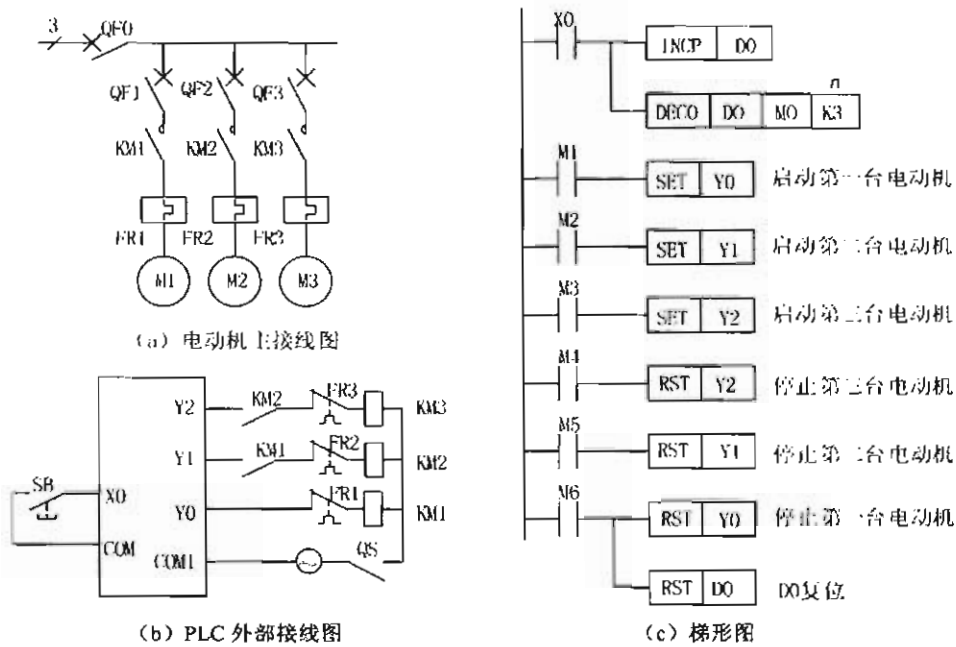 3
QF0
QF1
QF2
QF3
KM1
KM2
KM3
FR1
FR2
FR3
M1
M2
M3
(a) 电动机主接线图
Y2
KM2
FR3
KM3
Y1
KM1
FR2
KM2
SB
X0
Y0
FR1
KM1
COM
COM1
QS
(b) PLC 外部接线图
X0
INCP D0
n
DECO D0 M0 K3
M1
SET Y0 启动第一台电动机
M2
SET Y1 启动第二台电动机
M3
SET Y2 启动第三台电动机
M4
RST Y2 停止第三台电动机
M5
RST Y1 停止第二台电动机
M6
RST Y0 停止第一台电动机
RST D0 D0复位
(c) 梯形图